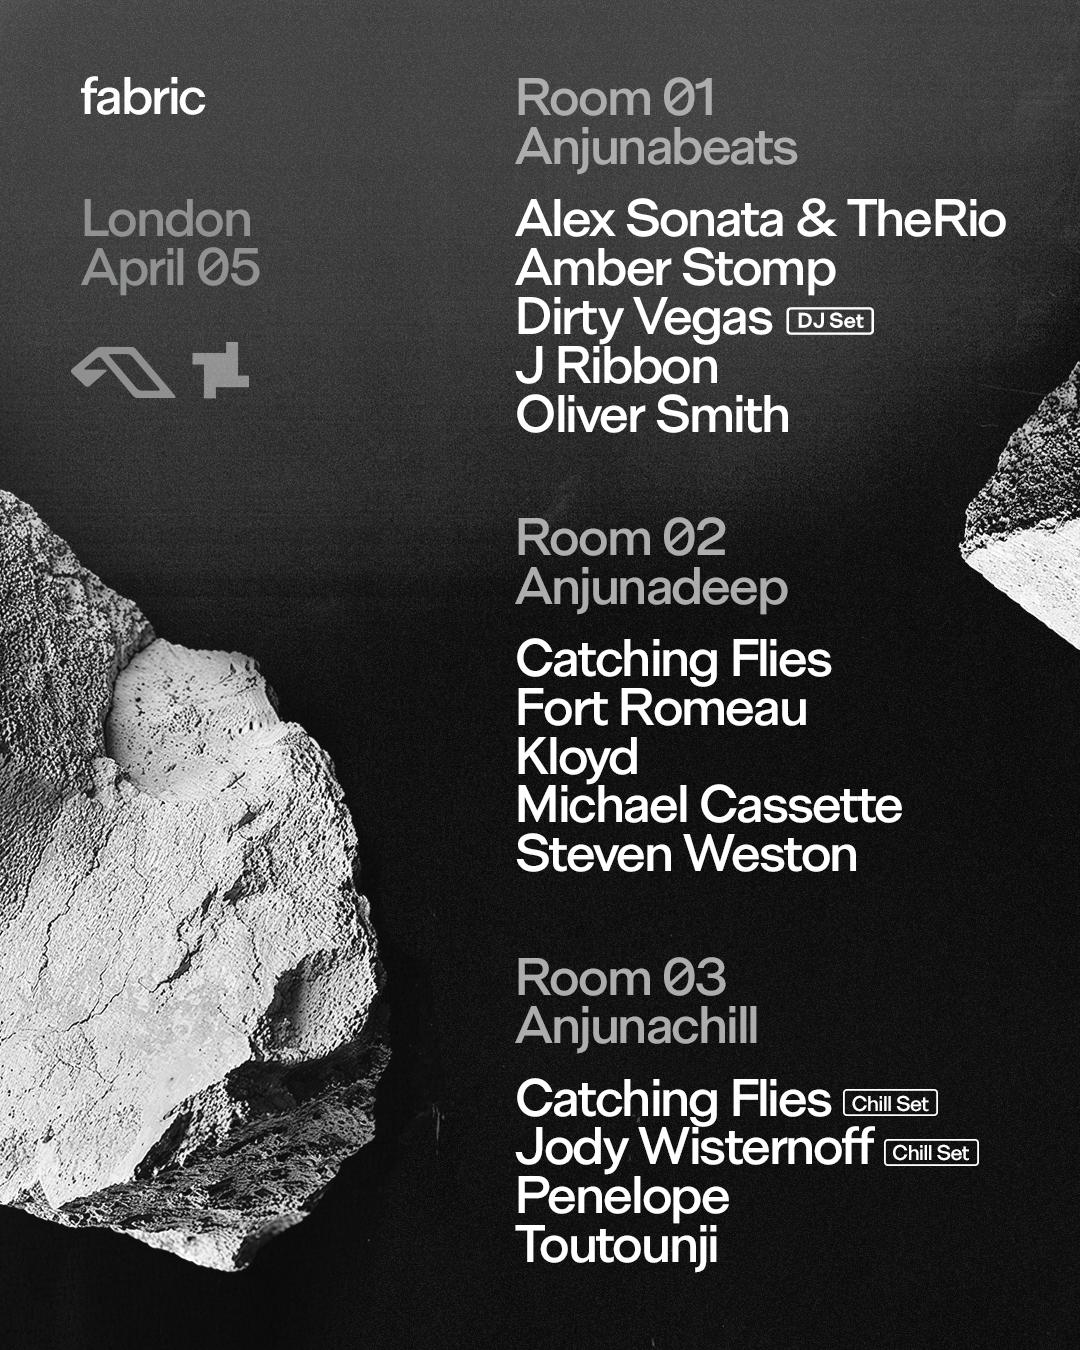 fabric
London
April 05
Room 01
Anjunabeats
Alex Sonata & TheRio
Amber Stomp
Dirty Vegas DJ Set
J Ribbon
Oliver Smith
Room 02
Anjunadeep
Catching Flies
Fort Romeau
Kloyd
Michael Cassette
Steven Weston
Room 03
Anjunachill
Catching Flies Chill Set
Jody Wisternoff Chill Set
Penelope
Toutounji